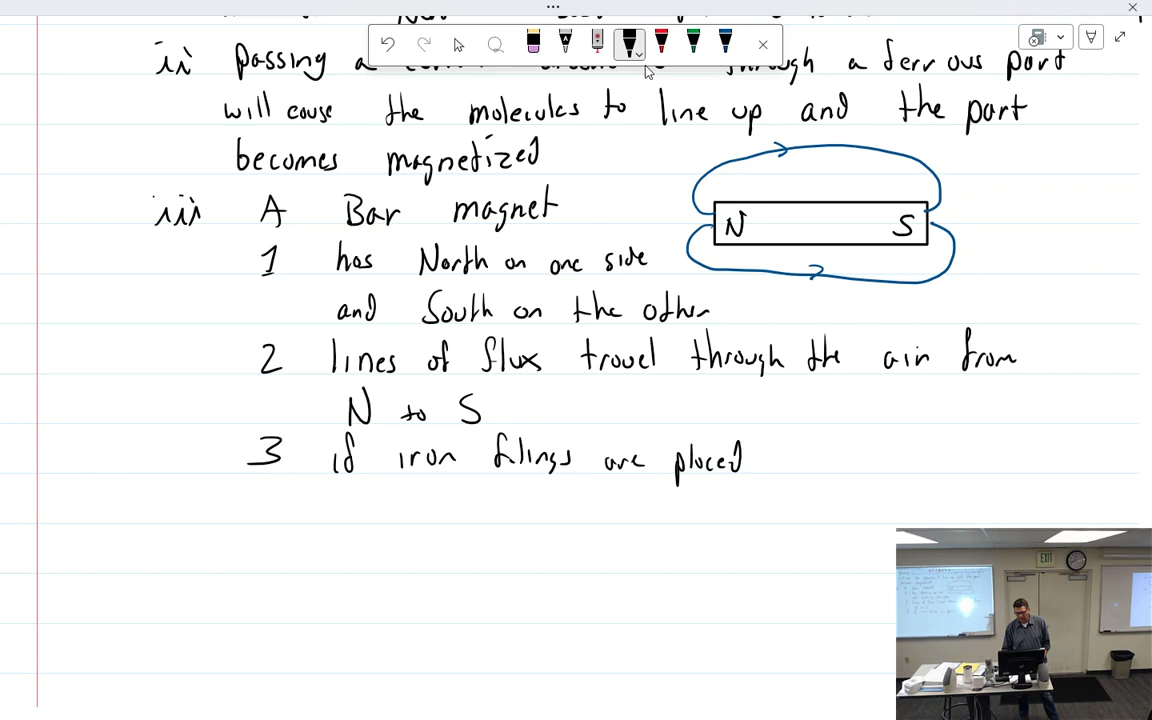 ii passing a through a ferrous part
will cause the molecules to line up and the part
becomes magnetized
iii A Bar magnet
N S
1 has North on one side
and South on the other
2 lines of flux travel through the air from
N to S
3 if iron filings are placed
EXIT